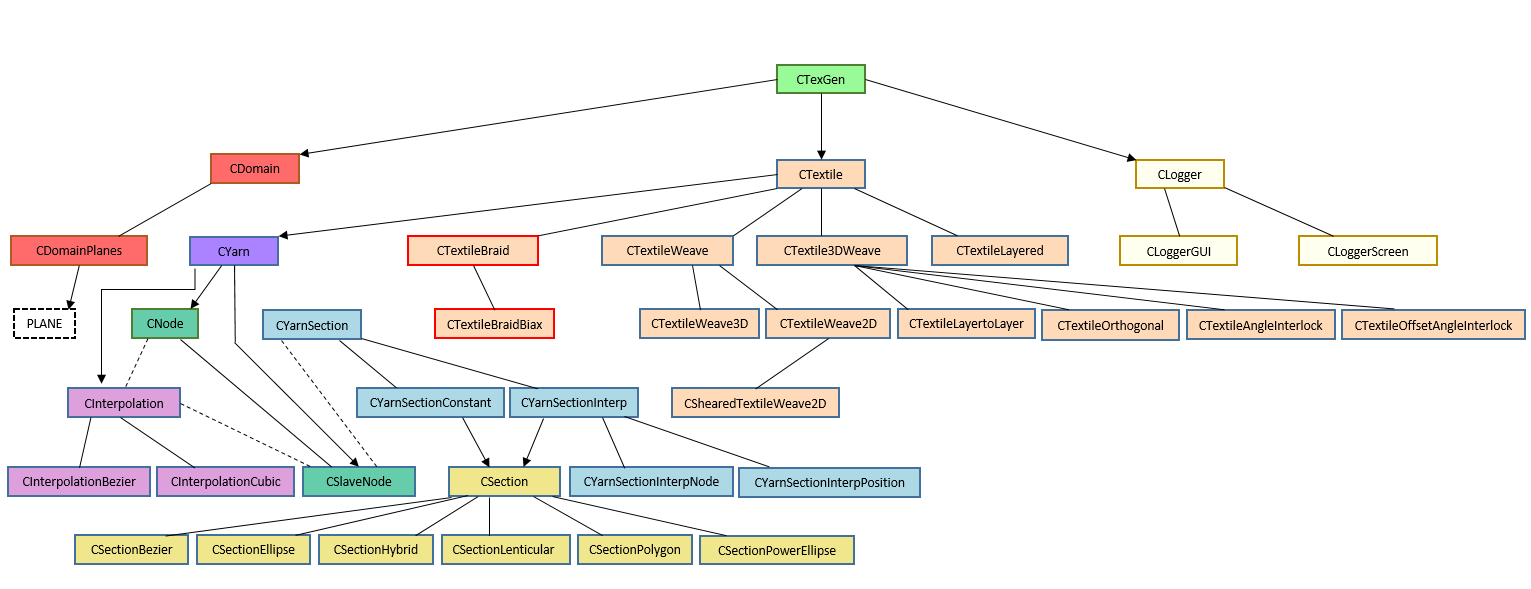 CTexGen
CDomain
CTextile
CLogger
CDomainPlanes
CYarn
CTextileBraid
CTextileWeave
CTextile3DWeave
CTextileLayered
CLoggerGUI
CLoggerScreen
PLANE
CNode
CYarnSection
CTextileBraidBiax
CTextileWeave3D
CTextileWeave2D
CTextileLayertoLayer
CTextileOrthogonal
CTextileAngleInterlock
CTextileOffsetAngleInterlock
CInterpolation
CYarnSectionConstant
CYarnSectionInterp
CShearedTextileWeave2D
CInterpolationBezier
CInterpolationCubic
CSlaveNode
CSection
CYarnSectionInterpNode
CYarnSectionInterpPosition
CSectionBezier
CSectionEllipse
CSectionHybrid
CSectionLenticular
CSectionPolygon
CSectionPowerEllipse